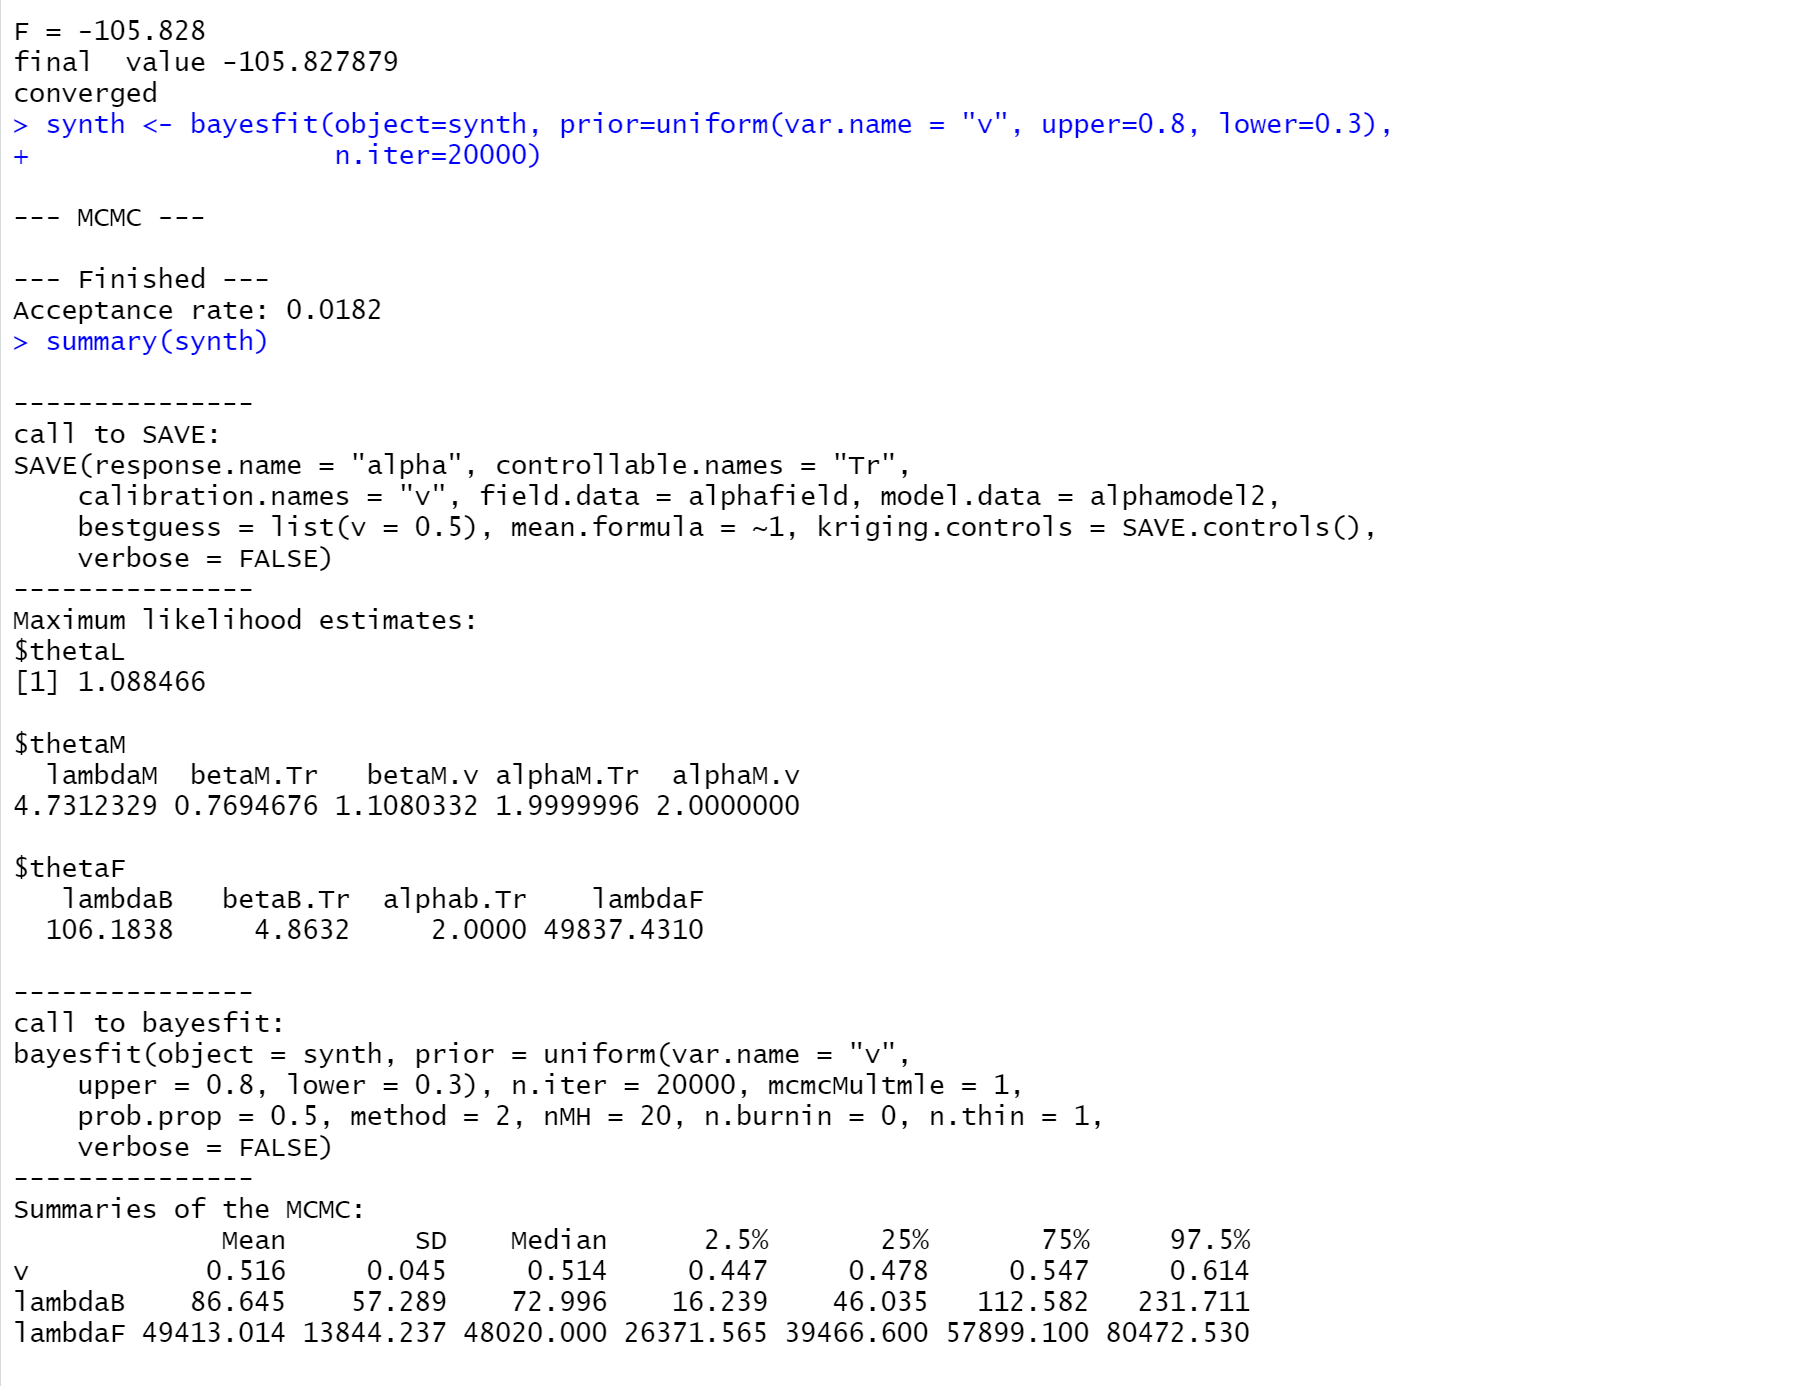 F = -105.828
final  value -105.827879
converged
> synth <- bayesfit(object=synth, prior=uniform(var.name = "v", upper=0.8, lower=0.3),
+                   n.iter=20000)
--- MCMC ---
--- Finished ---
Acceptance rate: 0.0182
> summary(synth)
---------------
call to SAVE:
SAVE(response.name = "alpha", controllable.names = "Tr",
    calibration.names = "v", field.data = alphafield, model.data = alphamodel2,
    bestguess = list(v = 0.5), mean.formula = ~1, kriging.controls = SAVE.controls(),
    verbose = FALSE)
---------------
Maximum likelihood estimates:
$thetaL
[1] 1.088466
$thetaM
  lambdaM  betaM.Tr   betaM.v alphaM.Tr  alphaM.v
4.7312329 0.7694676 1.1080332 1.9999996 2.0000000
$thetaF
   lambdaB   betaB.Tr  alphab.Tr    lambdaF
  106.1838     4.8632     2.0000 49837.4310
---------------
call to bayesfit:
bayesfit(object = synth, prior = uniform(var.name = "v",
    upper = 0.8, lower = 0.3), n.iter = 20000, mcmcMultmle = 1,
    prob.prop = 0.5, method = 2, nMH = 20, n.burnin = 0, n.thin = 1,
    verbose = FALSE)
---------------
Summaries of the MCMC:
             Mean        SD    Median      2.5%       25%       75%     97.5%
v           0.516     0.045     0.514     0.447     0.478     0.547     0.614
lambdaB    86.645    57.289    72.996    16.239    46.035   112.582   231.711
lambdaF 49413.014 13844.237 48020.000 26371.565 39466.600 57899.100 80472.530